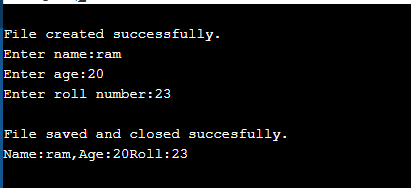 File created successfully.
Enter name:ram
Enter age:20
Enter roll number:23
File saved and closed succesfully.
Name:ram,Age:20Roll:23